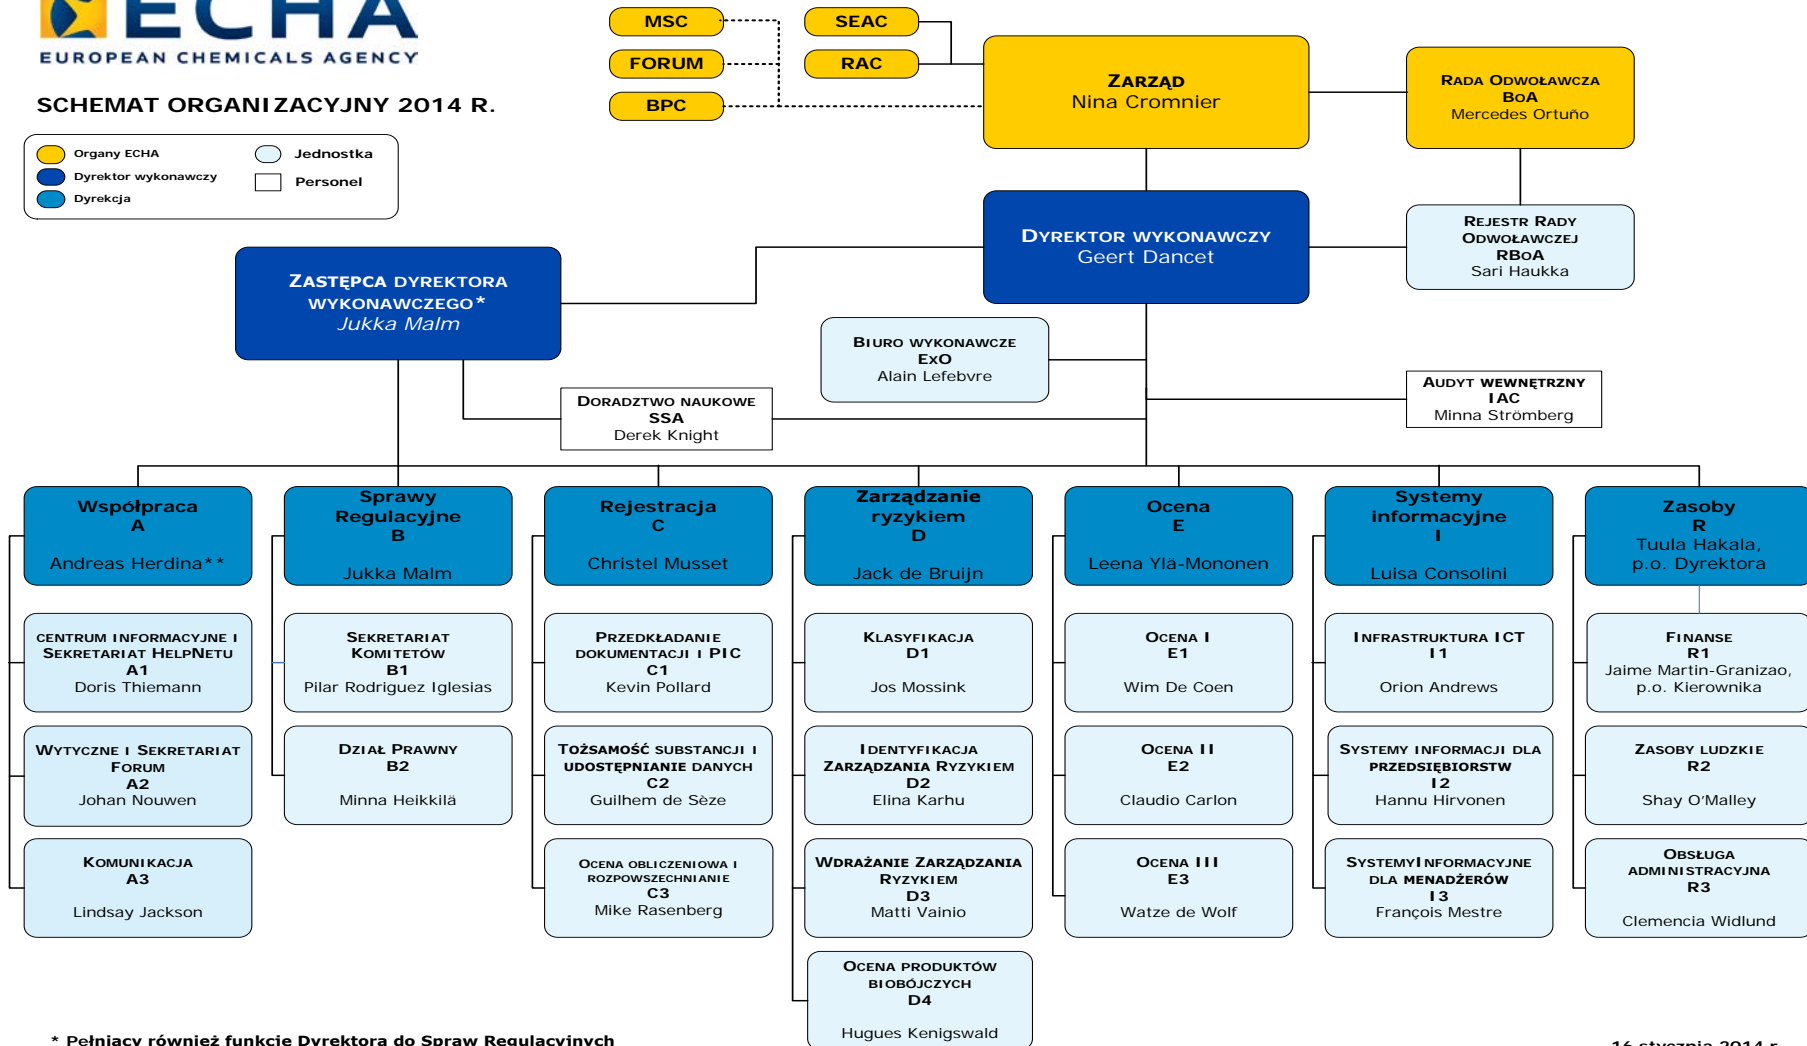 ECHA
EUROPEAN CHEMICALS AGENCY
SCHEMAT ORGANIZACYJNY 2014 R.
Organy ECHA
Dyrektor wykonawczy
Dyrekcja
Jednostka
Personel
MSC
FORUM
BPC
SEAC
RAC
ZARZĄD
Nina Cromnier
RADA ODWOŁAWCZA
BOA
Mercedes Ortuño
DYREKTOR WYKONAWCZY
Geert Dancet
REJESTR RADY
ODWOŁAWCZEJ
RBOA
Sari Haukka
ZASTĘPCA DYREKTORA
WYKONAWCZEGO*
Jukka Malm
BIURO WYKONAWCZE
EXO
Alain Lefebvre
DORADZTWO NAUKOWE
SSA
Derek Knight
AUDYT WEWNĘTRZNY
IAC
Minna Strömberg
Współpraca
A
Andreas Herdina**
Sprawy
Regulacyjne
B
Jukka Malm
Rejestracja
C
Christel Musset
Zarządzanie
ryzykiem
D
Jack de Bruijn
Ocena
E
Leena Ylä-Mononen
Systemy
informacyjne
I
Luisa Consolini
Zasoby
R
Tuula Hakala,
p.o. Dyrektora
CENTRUM INFORMACYJNE I
SEKRETARIAT HELPNETU
A1
Doris Thiemann
SEKRETARIAT
KOMITETÓW
B1
Pilar Rodriguez Iglesias
PRZEDKŁADANIE
DOKUMENTACJI I PIC
C1
Kevin Pollard
KLASYFIKACJA
D1
Jos Mossink
OCENA I
E1
Wim De Coen
INFRASTRUKTURA ICT
I1
Orion Andrews
FINANSE
R1
Jaime Martin-Granizao,
p.o. Kierownika
WYTYCZNE I SEKRETARIAT
FORUM
A2
Johan Nouwen
DZIAŁ PRAWNY
B2
Minna Heikkilä
TOŻSAMOŚĆ SUBSTANCJI I
UDOSTĘPNIANIE DANYCH
C2
Guilhem de Sèze
IDENTYFIKACJA
ZARZĄDZANIA RYZYKIEM
D2
Elina Karhu
OCENA II
E2
Claudio Carlon
SYSTEMY INFORMACJI DLA
PRZEDSIĘBIORSTW
I2
Hannu Hirvonen
ZASOBY LUDZKIE
R2
Shay O’Malley
KOMUNIKACJA
A3
Lindsay Jackson
OCENA OBLICZENIOWA I
ROZPOWSZECHNIANIE
C3
Mike Rasenberg
WDRAŻANIE ZARZĄDZANIA
RYZYKIEM
D3
Matti Vainio
OCENA III
E3
Watze de Wolf
SYSTEMYINFORMACYJNE
DLA MENADŻERÓW
I3
François Mestre
OBSŁUGA
ADMINISTRACYJNA
R3
Clemencia Widlund
OCENA PRODUKTÓW
BIOBÓJCZYCH
D4
Hugues Kenigswald
* Pełniący również funkcję Dyrektora do Spraw Regulacyjnych
16 stycznia 2014 r.